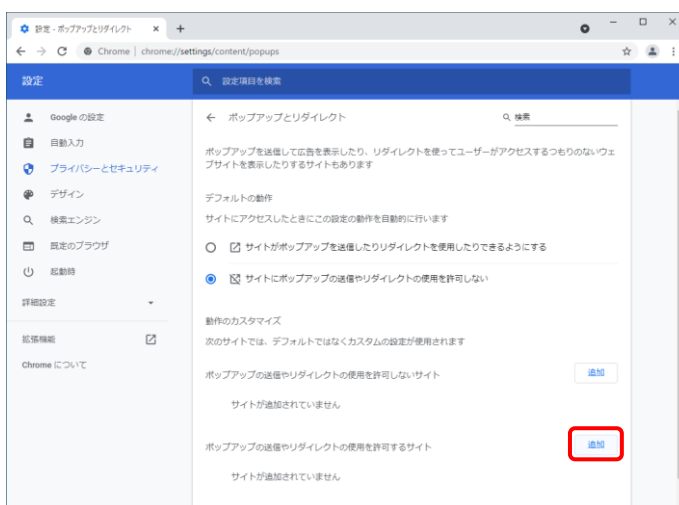 設定 - ポップアップとリダイレクト
Chrome | chrome://settings/content/popups
設定
設定項目を検索
Google の設定
自動入力
プライバシーとセキュリティ
デザイン
検索エンジン
既定のブラウザ
起動時
詳細設定
拡張機能
Chrome について
ポップアップとリダイレクト
検索
ポップアップを送信して広告を表示したり、リダイレクトを使ってユーザーがアクセスするつもりのないウェ
ブサイトを表示したりするサイトもあります
デフォルトの動作
サイトにアクセスしたときにこの設定の動作を自動的に行います
サイトがポップアップを送信したりリダイレクトを使用したりできるようにする
サイトにポップアップの送信やリダイレクトの使用を許可しない
動作のカスタマイズ
次のサイトでは、デフォルトではなくカスタムの設定が使用されます
ポップアップの送信やリダイレクトの使用を許可しないサイト
追加
サイトが追加されていません
ポップアップの送信やリダイレクトの使用を許可するサイト
追加
サイトが追加されていません